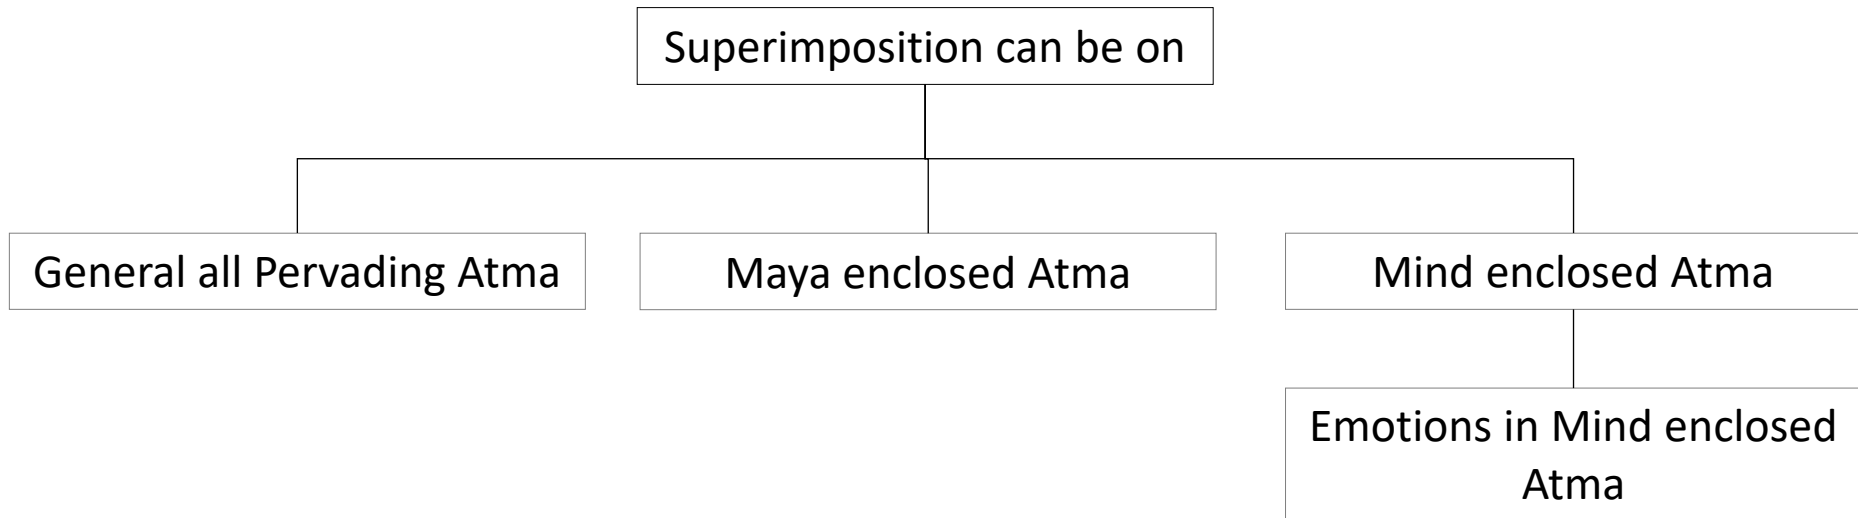 Superimposition can be on
General all Pervading Atma
Maya enclosed Atma
Mind enclosed Atma
Emotions in Mind enclosed
Atma